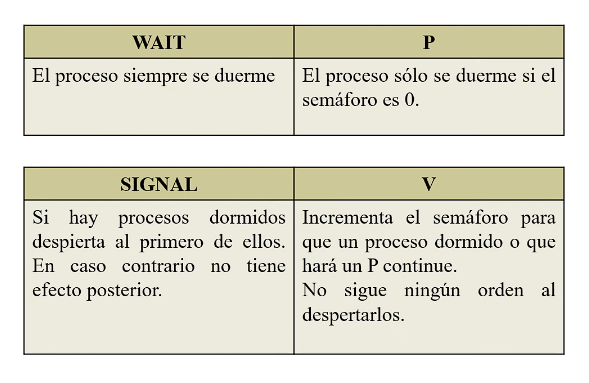 WAIT
P
El proceso siempre se duerme
El proceso sólo se duerme si el
semáforo es 0.
SIGNAL
V
Si hay procesos dormidos
despierta al primero de ellos.
En caso contrario no tiene
efecto posterior.
Incrementa el semáforo para
que un proceso dormido o que
hará un P continue.
No sigue ningún orden al
despertarlos.